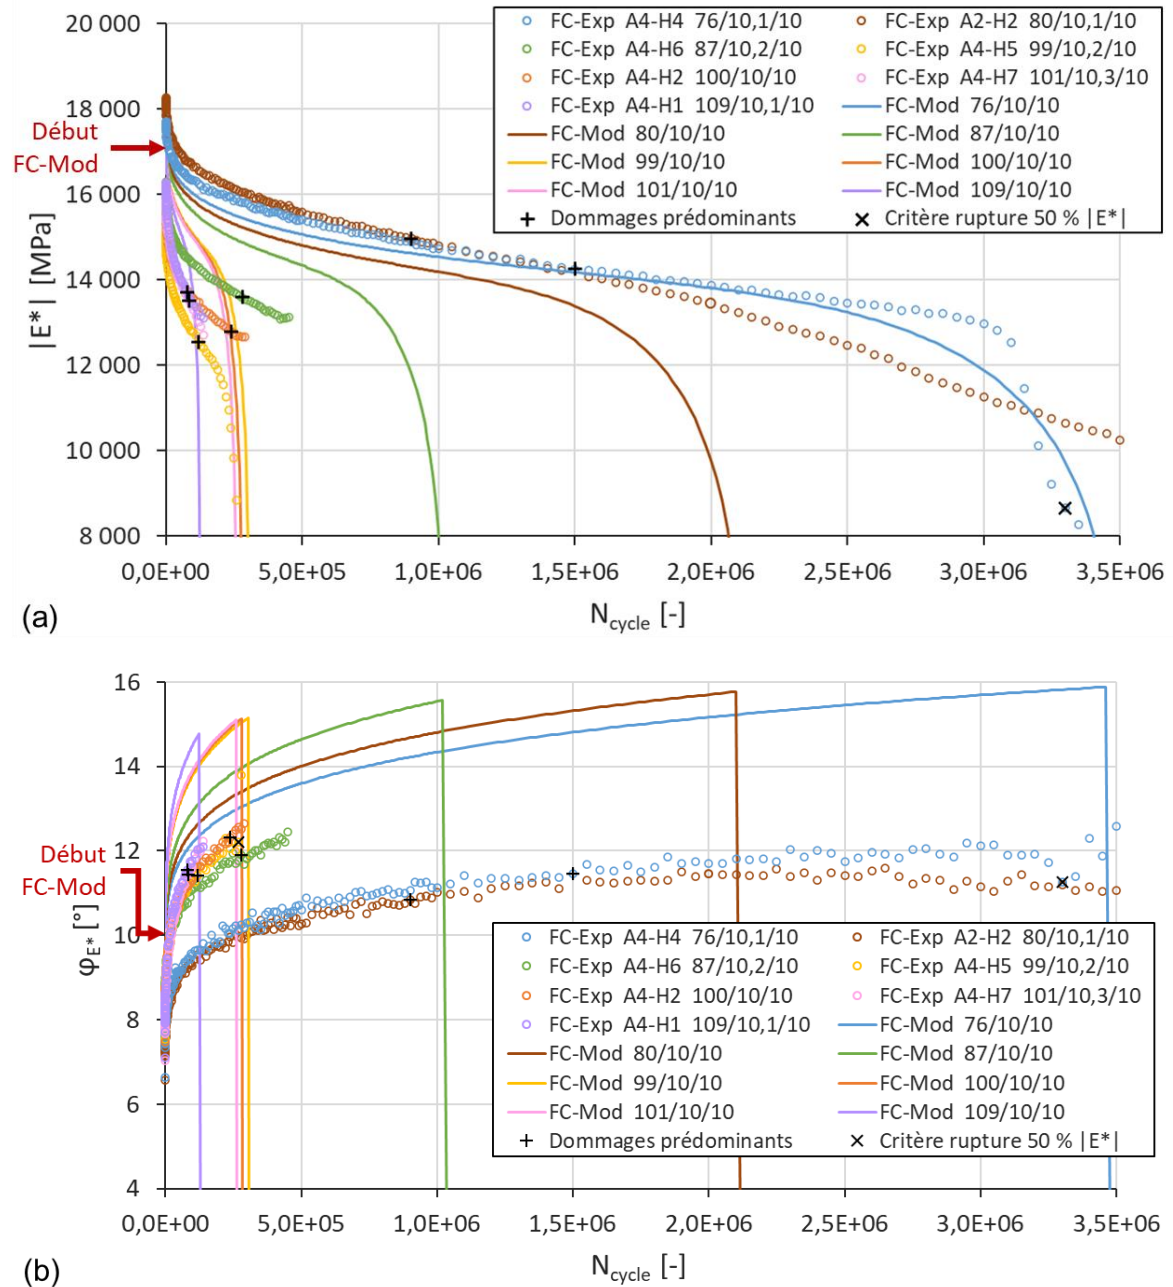 20 000
18 000
16 000
14 000
12 000
10 000
8 000
|E*| [MPa]
Début
FC-Mod
FC-Exp A4-H4 76/10,1/10
FC-Exp A2-H2 80/10,1/10
FC-Exp A4-H6 87/10,2/10
FC-Exp A4-H5 99/10,2/10
FC-Exp A4-H2 100/10/10
FC-Exp A4-H7 101/10,3/10
FC-Exp A4-H1 109/10,1/10
FC-Mod 76/10/10
FC-Mod 80/10/10
FC-Mod 87/10/10
FC-Mod 99/10/10
FC-Mod 100/10/10
FC-Mod 101/10/10
FC-Mod 109/10/10
Dommages prédominants
Critère rupture 50 % |E*|
0,0E+00 5,0E+05 1,0E+06 1,5E+06 2,0E+06 2,5E+06 3,0E+06 3,5E+06
Ncycle [-]
(a)
16
14
12
10
8
6
4
φE* [°]
Début
FC-Mod
FC-Exp A4-H4 76/10,1/10
FC-Exp A2-H2 80/10,1/10
FC-Exp A4-H6 87/10,2/10
FC-Exp A4-H5 99/10,2/10
FC-Exp A4-H2 100/10/10
FC-Exp A4-H7 101/10,3/10
FC-Exp A4-H1 109/10,1/10
FC-Mod 76/10/10
FC-Mod 80/10/10
FC-Mod 87/10/10
FC-Mod 99/10/10
FC-Mod 100/10/10
FC-Mod 101/10/10
FC-Mod 109/10/10
Dommages prédominants
Critère rupture 50 % |E*|
0,0E+00 5,0E+05 1,0E+06 1,5E+06 2,0E+06 2,5E+06 3,0E+06 3,5E+06
Ncycle [-]
(b)